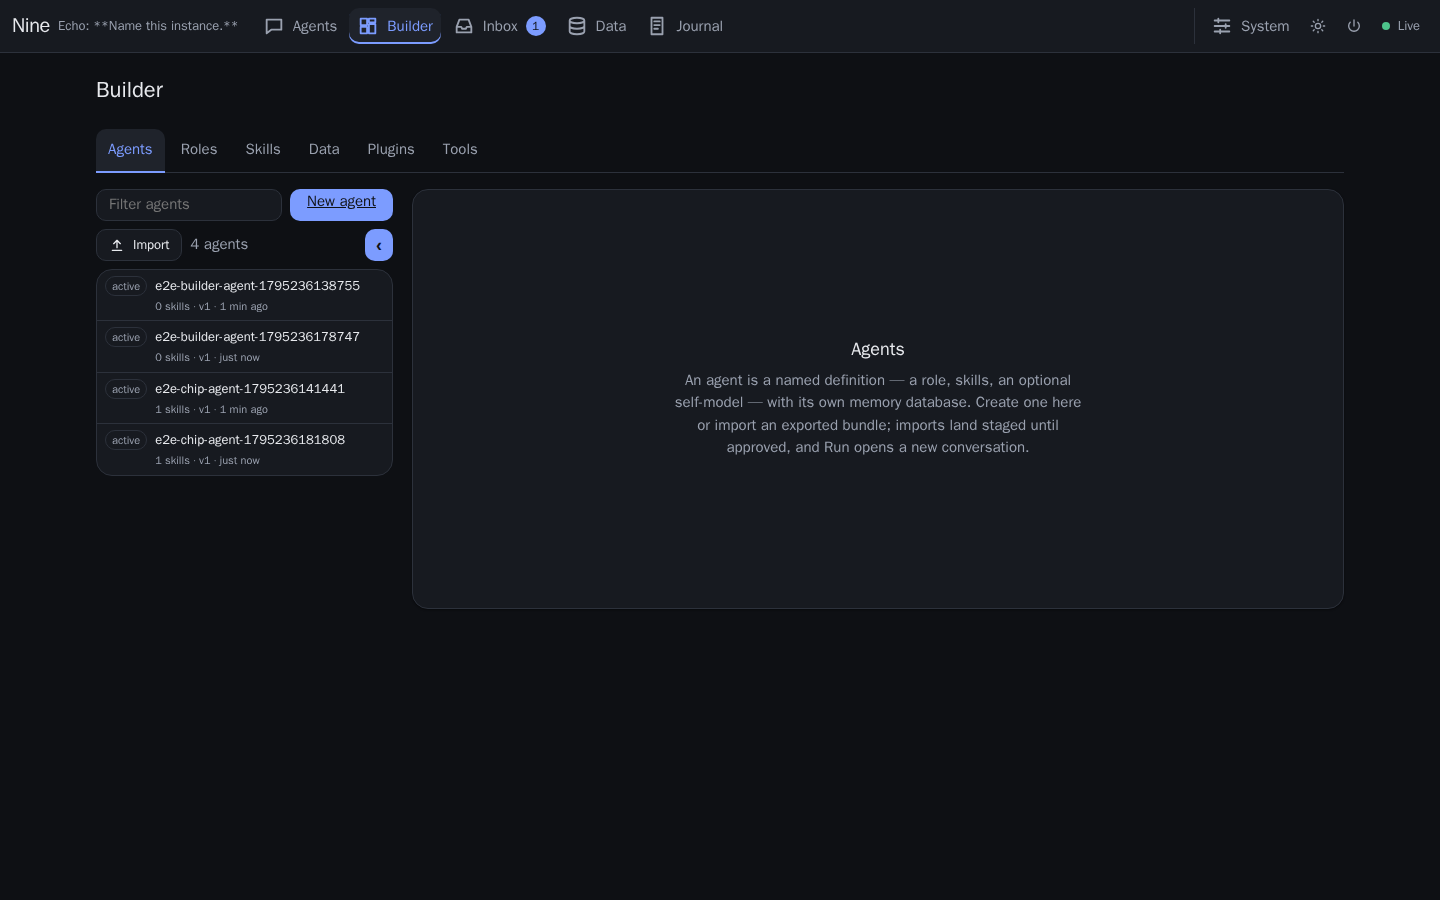 Nine Echo: **Name this instance.** Agents Builder Inbox 1 Data Journal System Live
Builder
Agents Roles Skills Data Plugins Tools
Filter agents New agent
Import 4 agents ‹
active e2e-builder-agent-1795236138755
0 skills · v1 · 1 min ago
active e2e-builder-agent-1795236178747
0 skills · v1 · just now
active e2e-chip-agent-1795236141441
1 skills · v1 · 1 min ago
active e2e-chip-agent-1795236181808
1 skills · v1 · just now
Agents
An agent is a named definition — a role, skills, an optional
self-model — with its own memory database. Create one here
or import an exported bundle; imports land staged until
approved, and Run opens a new conversation.